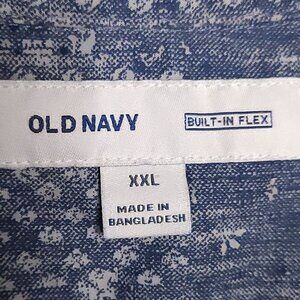 OLD NAVY BUILT-IN FLEX
XXL
MADE IN
BANGLADESH